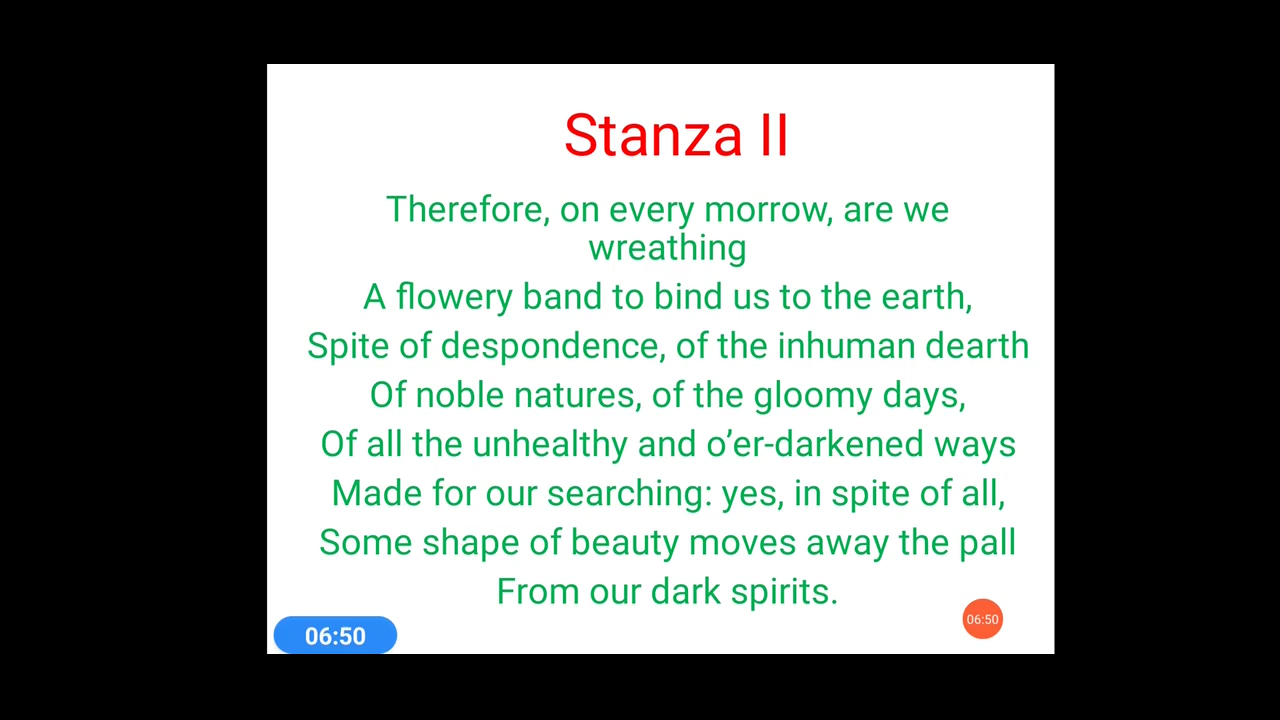 Stanza II
Therefore, on every morrow, are we
wreathing
A flowery band to bind us to the earth,
Spite of despondence, of the inhuman dearth
Of noble natures, of the gloomy days,
Of all the unhealthy and o’er-darkened ways
Made for our searching: yes, in spite of all,
Some shape of beauty moves away the pall
From our dark spirits.
06:50
06:50